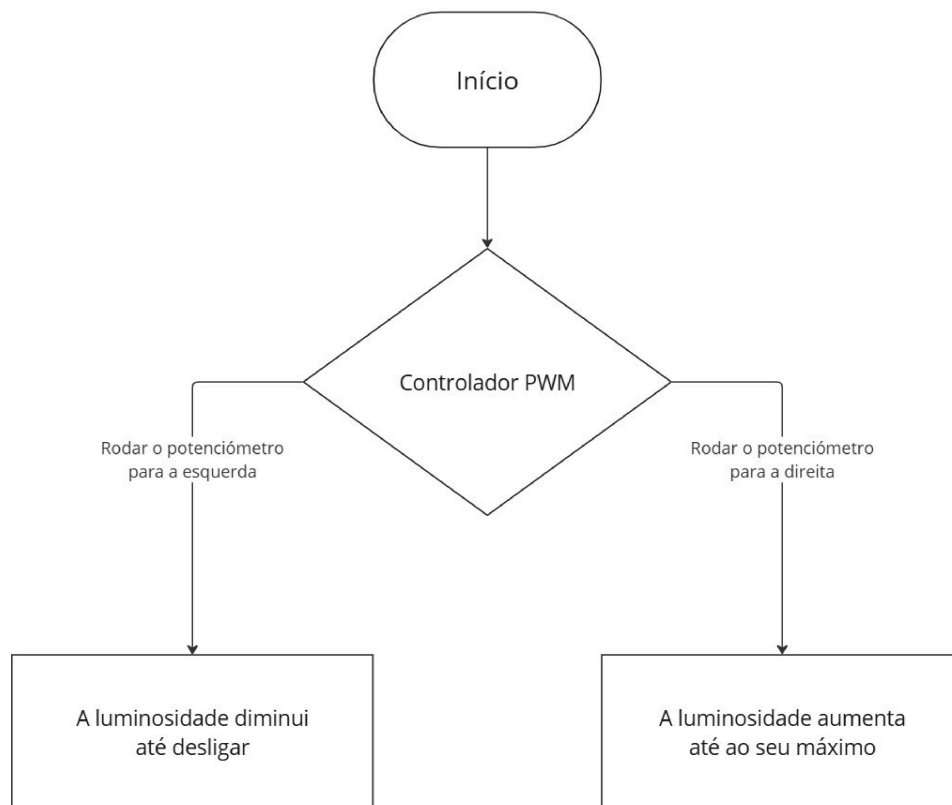 Início
Controlador PWM
Rodar o potenciómetro
para a esquerda
Rodar o potenciómetro
para a direita
A luminosidade diminui
até desligar
A luminosidade aumenta
até ao seu máximo